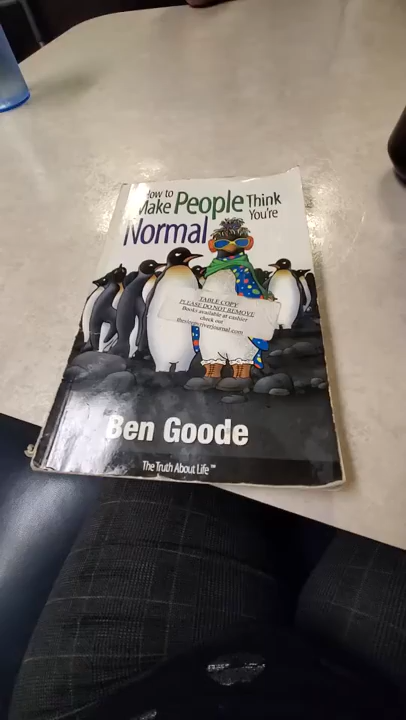 How to
Make People Think
You're
Normal
TABLE COPY
PLEASE DO NOT REMOVE
Books available at cashier
check out
Ben Goode
The Truth About Life™